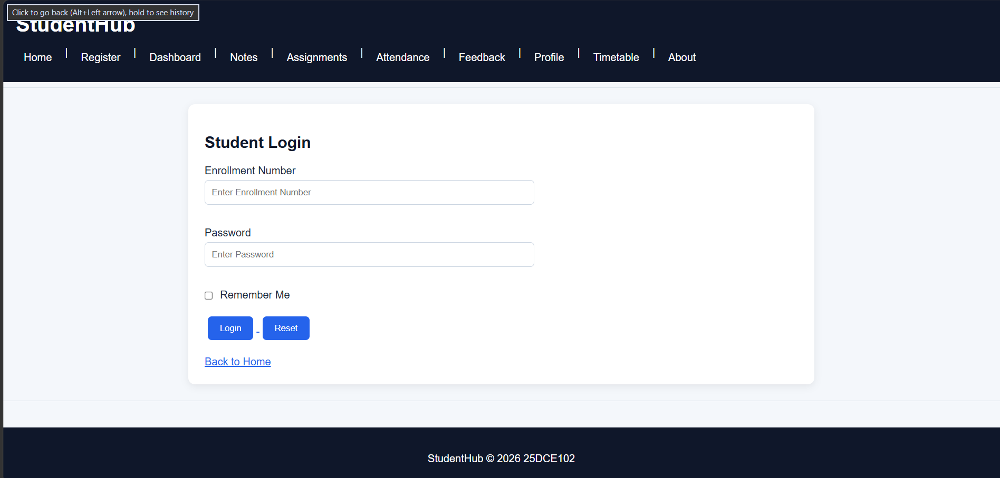 Click to go back (Alt+Left arrow), hold to see history
StudentHub
Home | Register | Dashboard | Notes | Assignments | Attendance | Feedback | Profile | Timetable | About
Student Login
Enrollment Number
Enter Enrollment Number
Password
Enter Password
Remember Me
Login Reset
Back to Home
StudentHub © 2026 25DCE102